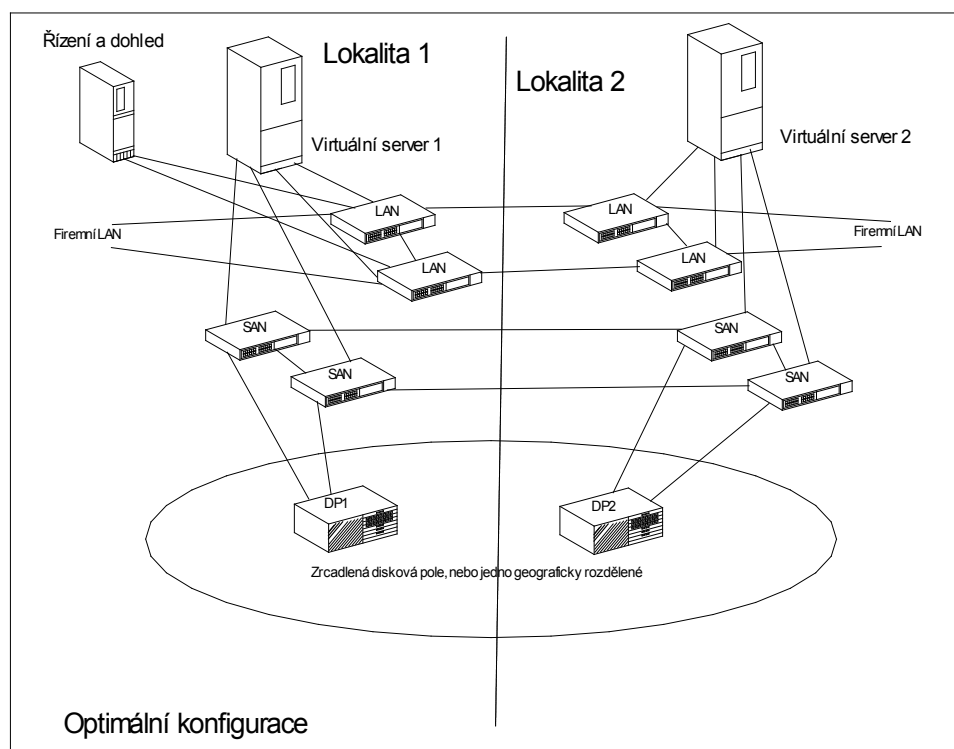 Řízení a dohled
Lokalita 1
Lokalita 2
Virtuální server 1
Virtuální server 2
LAN
LAN
Firemní LAN
Firemní LAN
LAN
LAN
SAN
SAN
SAN
SAN
DP1
DP2
Zrcadlená disková pole, nebo jedno geograficky rozdělené
Optimální konfigurace